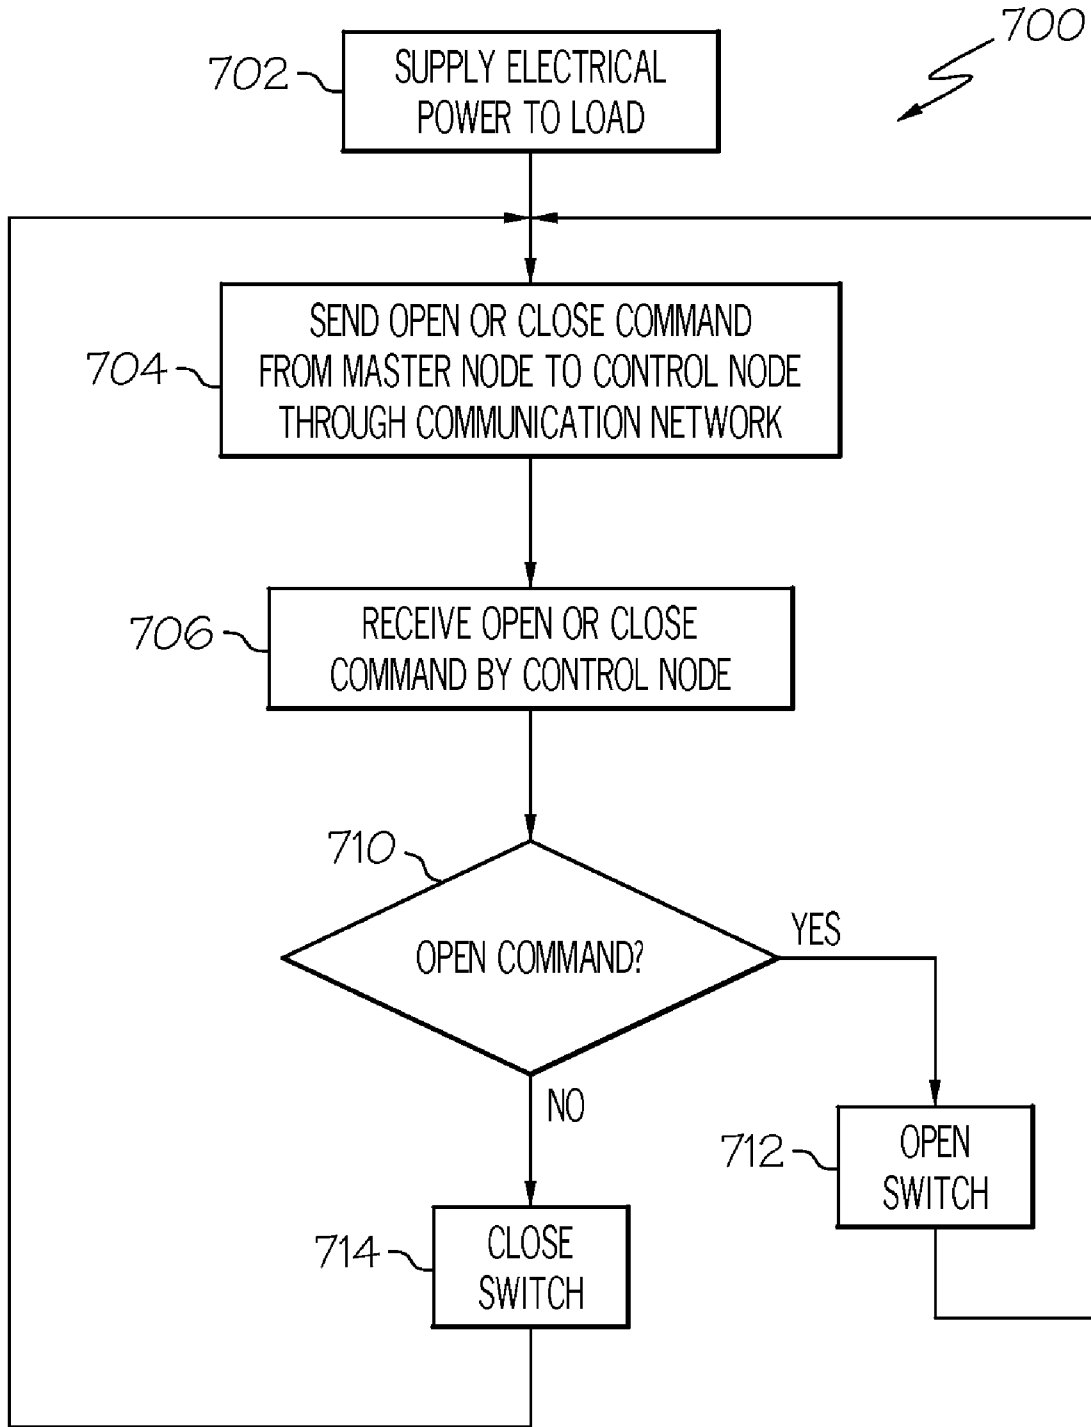 700
702
SUPPLY ELECTRICAL
POWER TO LOAD
704
SEND OPEN OR CLOSE COMMAND
FROM MASTER NODE TO CONTROL NODE
THROUGH COMMUNICATION NETWORK
706
RECEIVE OPEN OR CLOSE
COMMAND BY CONTROL NODE
710
OPEN COMMAND?
YES
NO
712
OPEN
SWITCH
714
CLOSE
SWITCH